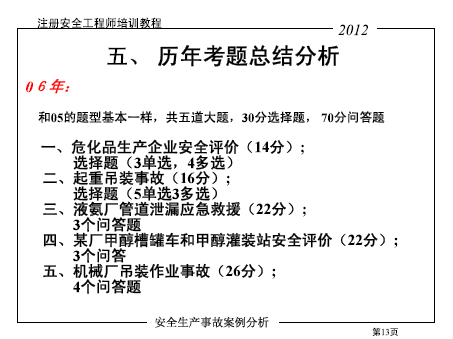 注册安全工程师培训教程
2012
五、 历年考题总结分析
0 6 年:
和05的题型基本一样，共五道大题，30分选择题， 70分问答题
一、危化品生产企业安全评价（14分）;
选择题（3单选，4多选）
二、起重吊装事故（16分）;
选择题（5单选3多选）
三、液氨厂管道泄漏应急救援（22分）;
3个问答题
四、某厂甲醇槽罐车和甲醇灌装站安全评价（22分）;
3个问答
五、机械厂吊装作业事故（26分）;
4个问答题
安全生产事故案例分析
第13页